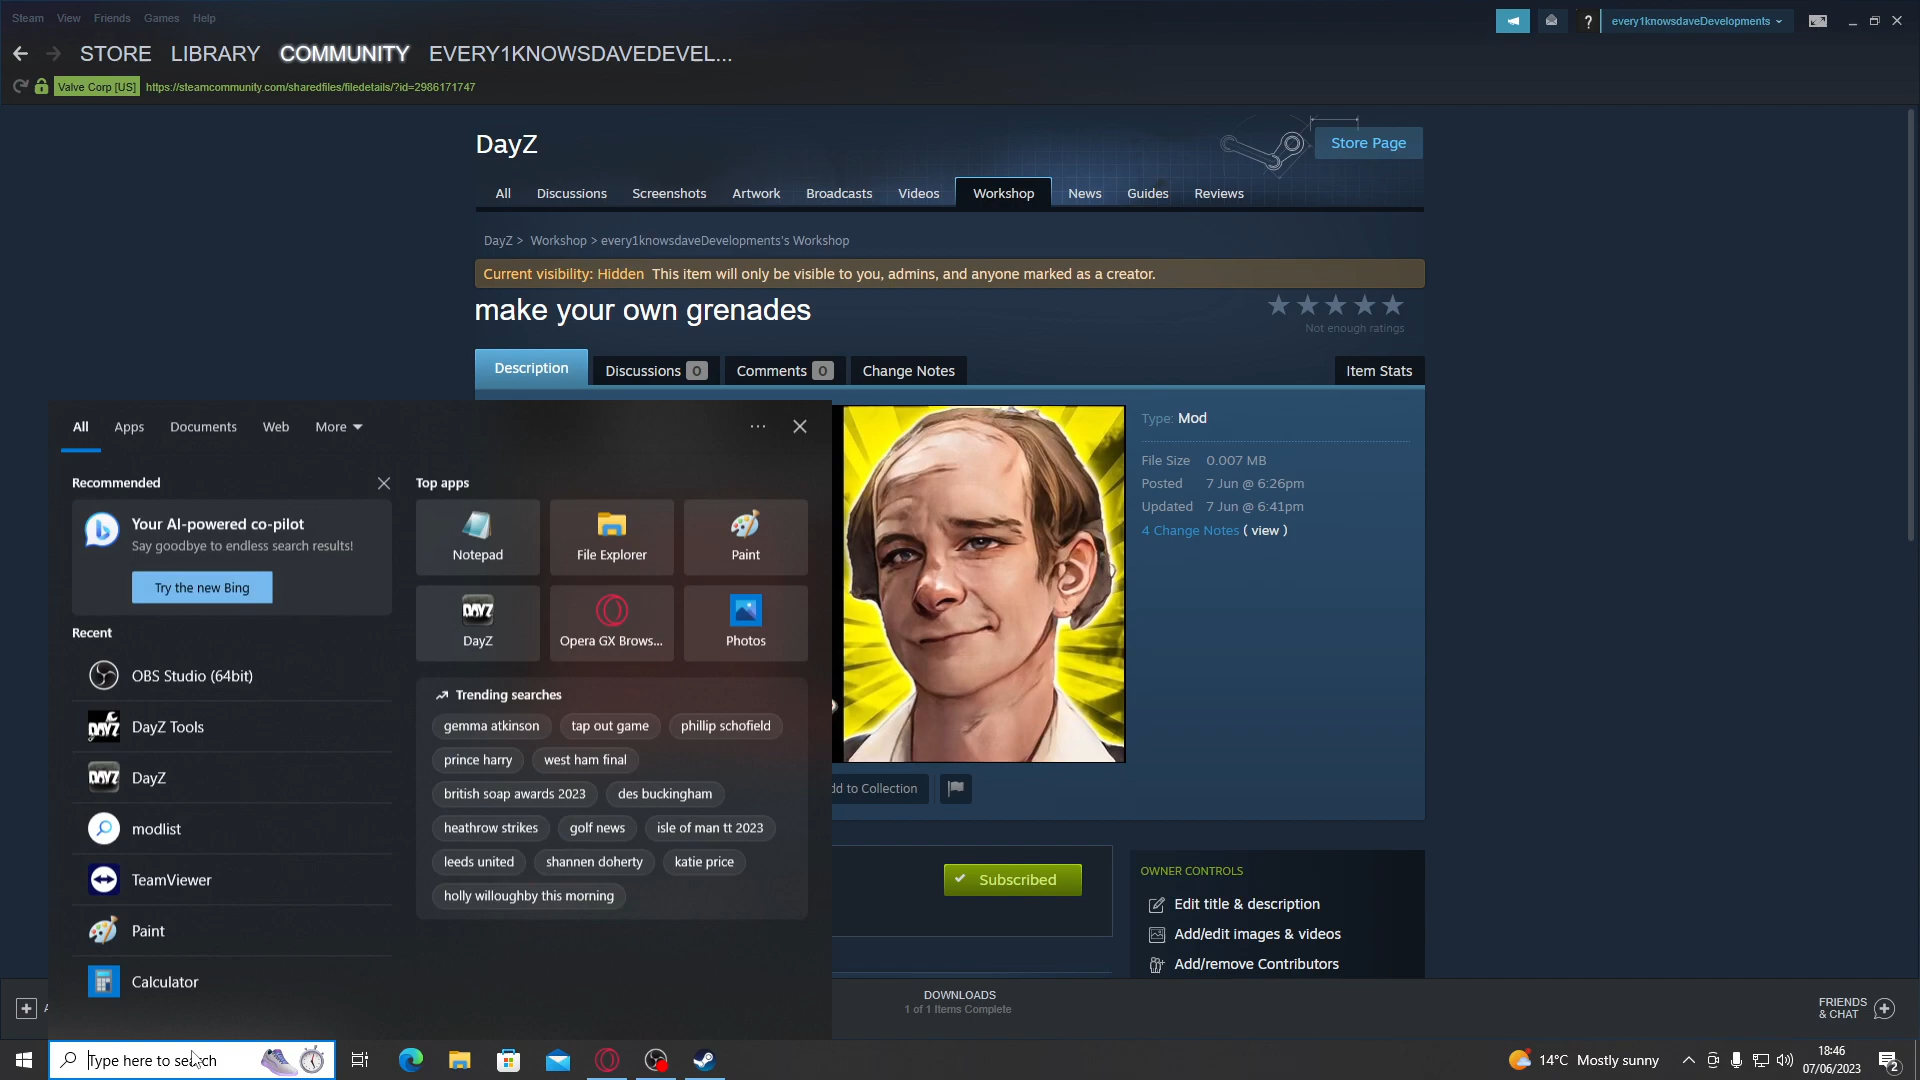 Steam View Friends Games Help
every1knowsdaveDevelopments
STORE LIBRARY COMMUNITY EVERY1KNOWSDAVEDEVEL...
Valve Corp [US] https://steamcommunity.com/sharedfiles/filedetails/?id=2986171747
DayZ
Store Page
All Discussions Screenshots Artwork Broadcasts Videos Workshop News Guides Reviews
DayZ > Workshop > every1knowsdaveDevelopments's Workshop
Current visibility: Hidden This item will only be visible to you, admins, and anyone marked as a creator.
make your own grenades
Not enough ratings
Description Discussions 0 Comments 0 Change Notes Item Stats
Type: Mod
File Size 0.007 MB
Posted 7 Jun @ 6:26pm
Updated 7 Jun @ 6:41pm
4 Change Notes ( view )
dd to Collection
Subscribed
OWNER CONTROLS
Edit title & description
Add/edit images & videos
Add/remove Contributors
All Apps Documents Web More
Recommended
Your AI-powered co-pilot
Say goodbye to endless search results!
Try the new Bing
Recent
OBS Studio (64bit)
DayZ Tools
DayZ
modlist
TeamViewer
Paint
Calculator
Top apps
Notepad File Explorer Paint
DAYZ
DayZ Opera GX Brows... Photos
Trending searches
gemma atkinson tap out game phillip schofield
prince harry west ham final
british soap awards 2023 des buckingham
heathrow strikes golf news isle of man tt 2023
leeds united shannen doherty katie price
holly willoughby this morning
DOWNLOADS
1 of 1 Items Complete
FRIENDS
& CHAT
Type here to search
14°C Mostly sunny
18:46
07/06/2023
2